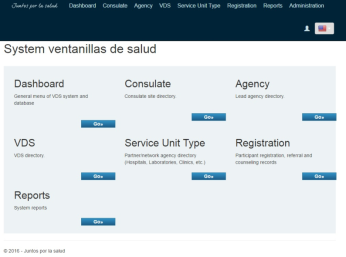 Juntos por la salud Dashboard Consulate Agency VDS Service Unit Type Registration Reports Administration
System ventanillas de salud
Dashboard
General menu of VDS system and
database
Go»
Consulate
Consulate site directory.
Go»
Agency
Lead agency directory.
Go»
VDS
VDS directory.
Go»
Service Unit Type
Partner/network agency directory
(Hospitals, Laboratories, Clinics, etc.)
Go»
Registration
Participant registration, referral and
counseling records
Go»
Reports
System reports
Go»
© 2016 - Juntos por la salud